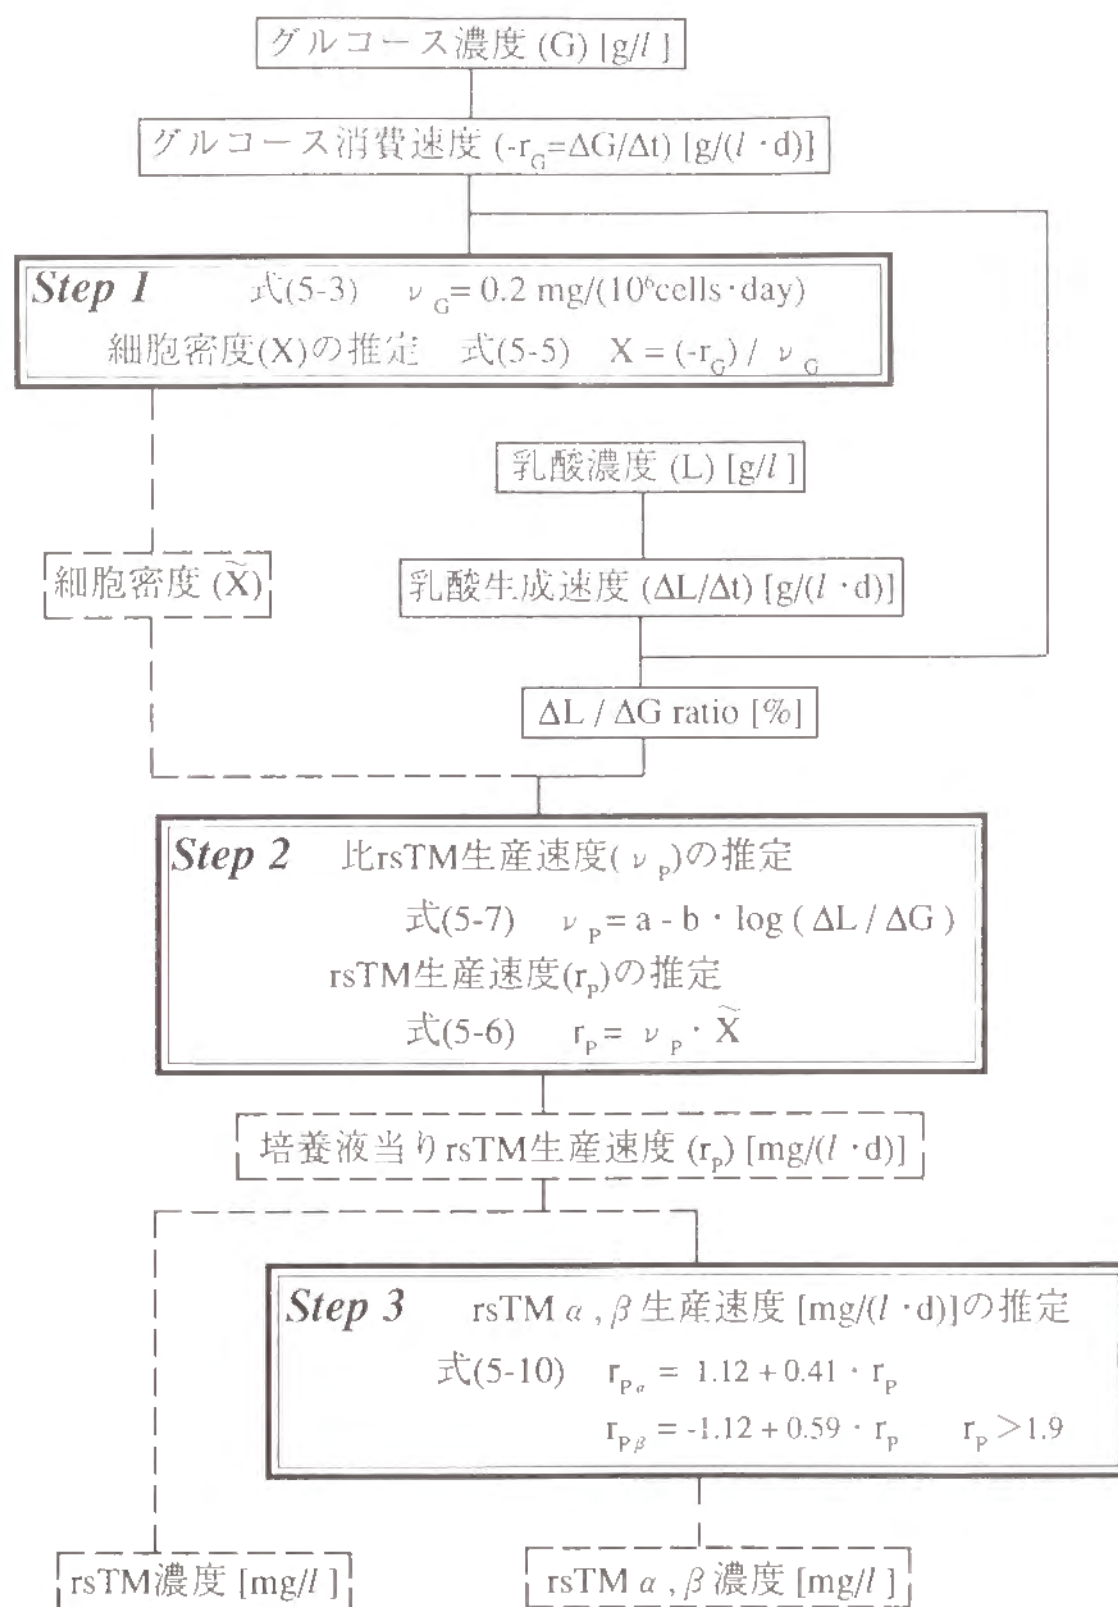 グルコース濃度 (G) [g/l ]
グルコース消費速度 (-rG=ΔG/Δt) [g/(l・d)]
Step 1 式(5-3) νG= 0.2 mg/(10⁶cells・day)
細胞密度(X)の推定 式(5-5) X = (-rG) / νG
乳酸濃度 (L) [g/l ]
細胞密度 (X̃)
乳酸生成速度 (ΔL/Δt) [g/(l・d)]
ΔL / ΔG ratio [%]
Step 2 比rsTM生産速度(νP)の推定
式(5-7) νP= a - b・log (ΔL / ΔG)
rsTM生産速度(rP)の推定
式(5-6) rP= νP・X̃
培養液当りrsTM生産速度 (rP) [mg/(l・d)]
Step 3 rsTM α , β 生産速度 [mg/(l・d)]の推定
式(5-10) rPα = 1.12 + 0.41・rP
rPβ = -1.12 + 0.59・rP rP >1.9
rsTM濃度 [mg/l ]
rsTM α , β 濃度 [mg/l ]